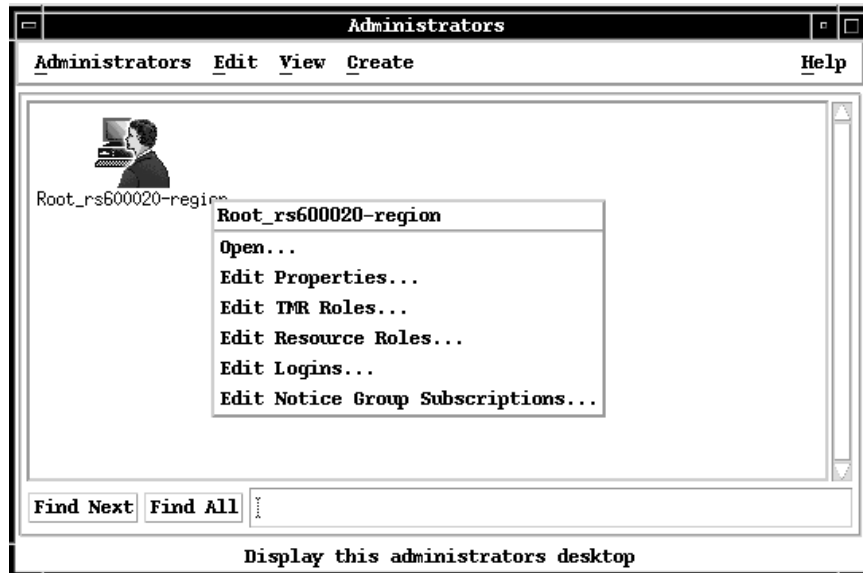 Administrators
Administrators Edit View Create Help
Root_rs600020-region
Root_rs600020-region
Open...
Edit Properties...
Edit TMR Roles...
Edit Resource Roles...
Edit Logins...
Edit Notice Group Subscriptions...
Find Next Find All
Display this administrators desktop